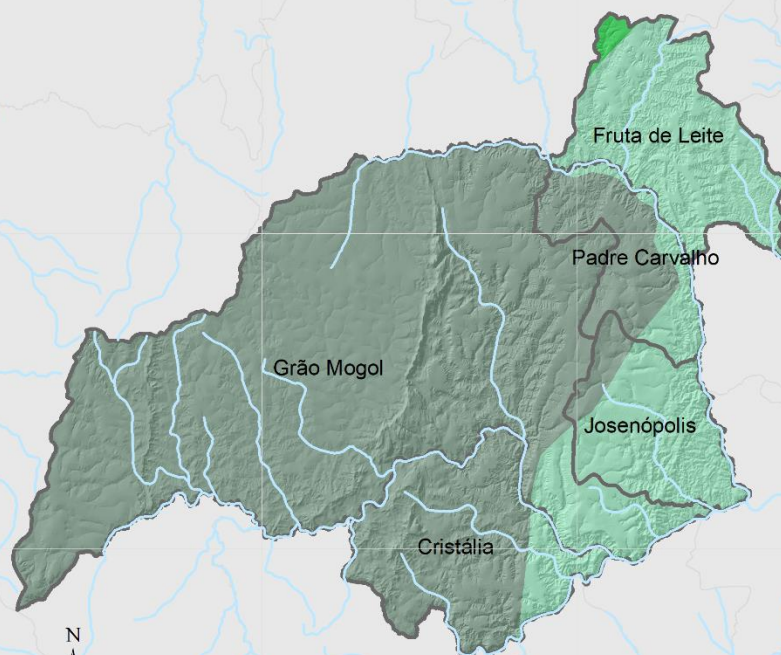 Fruta de Leite
Padre Carvalho
Grão Mogol
Josenópolis
Cristália
N